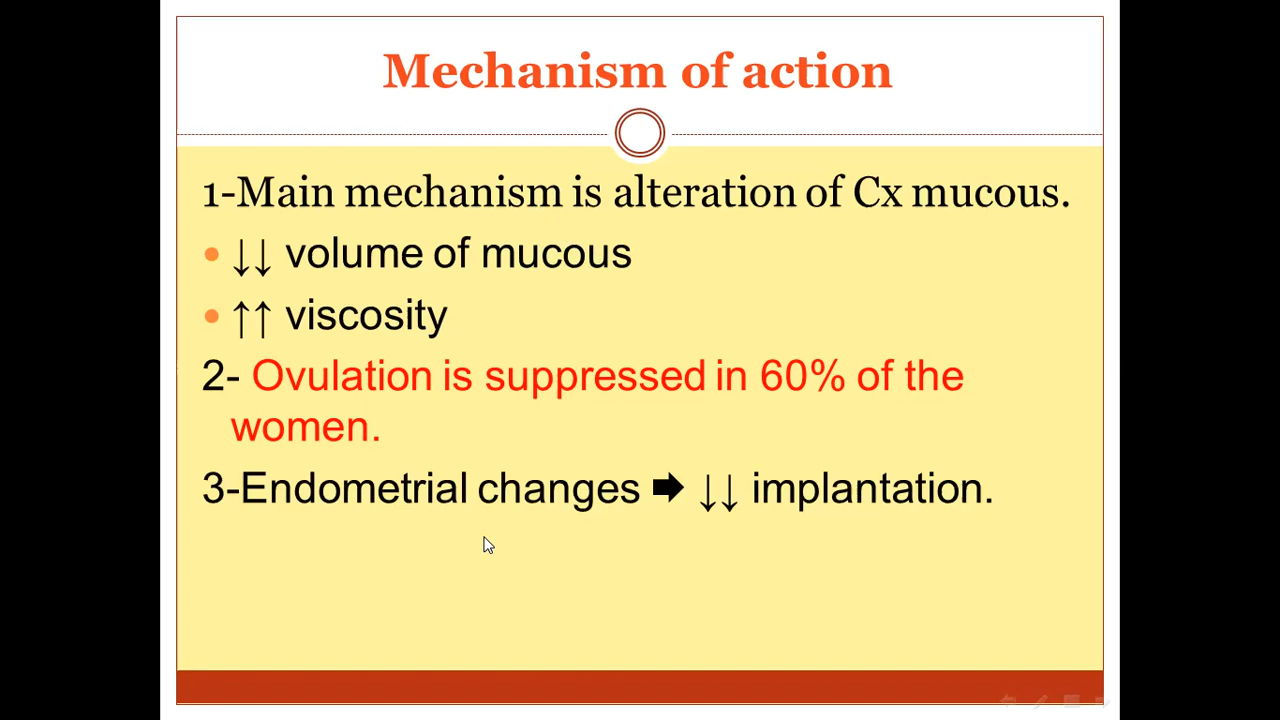 Mechanism of action
1-Main mechanism is alteration of Cx mucous.
• ↓↓ volume of mucous
• ↑↑ viscosity
2- Ovulation is suppressed in 60% of the
women.
3-Endometrial changes 🡆 ↓↓ implantation.